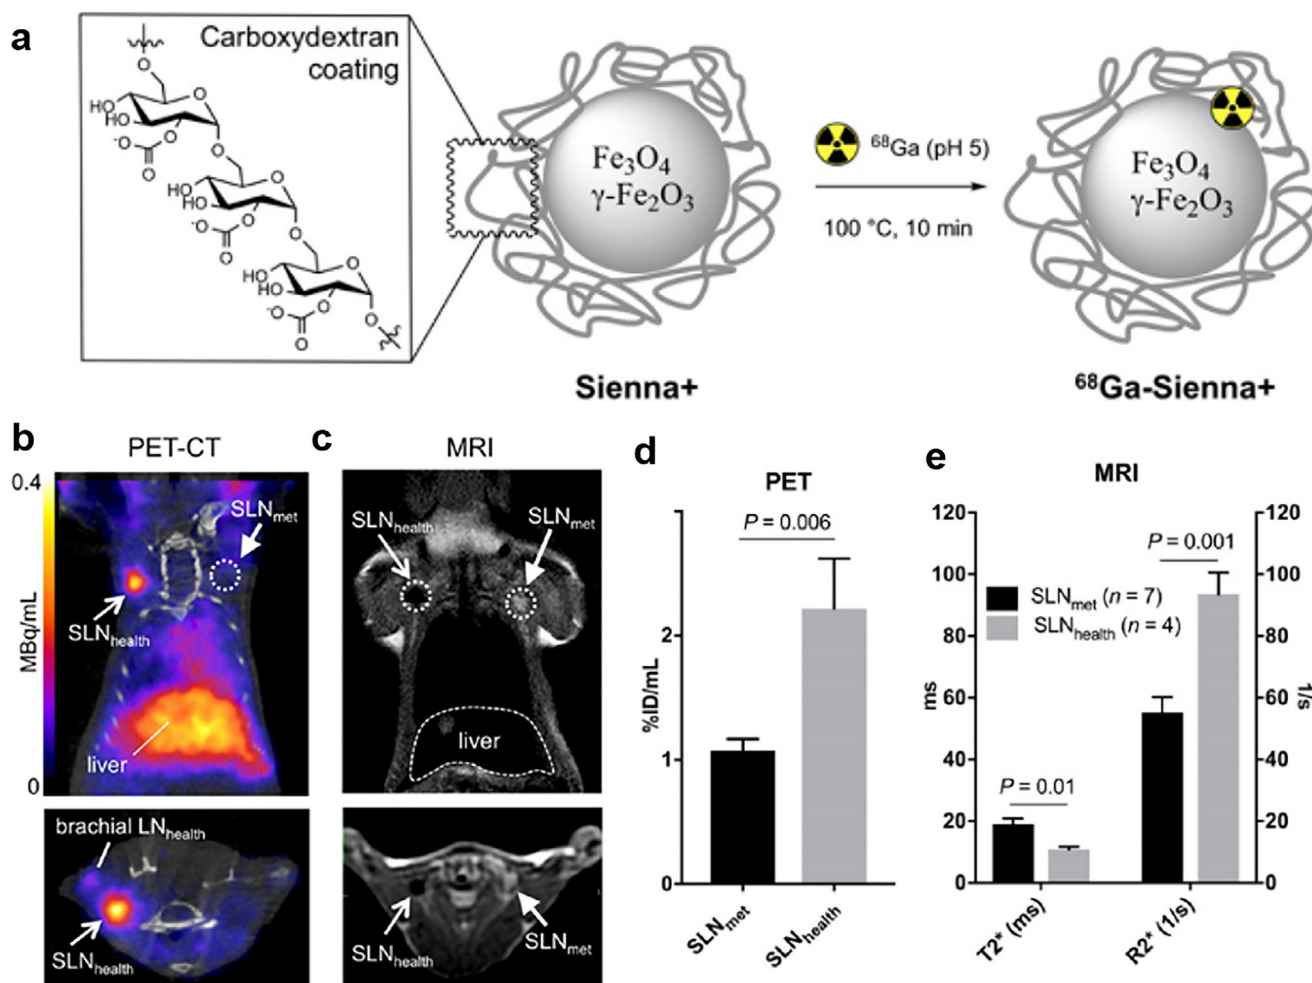 a
Carboxydextran
coating
O
O
HO
HO
O
⁻O
O
O
O
HO
HO
O
⁻O
O
O
O
HO
HO
O
⁻O
O
O
Fe₃O₄
γ-Fe₂O₃
Sienna+
⁶⁸Ga (pH 5)
100 °C, 10 min
Fe₃O₄
γ-Fe₂O₃
⁶⁸Ga-Sienna+
b
PET-CT
0.4
MBq/mL
0
SLNmet
SLNhealth
liver
brachial LNhealth
SLNhealth
c
MRI
SLNhealth
SLNmet
liver
SLNhealth
SLNmet
d
PET
P = 0.006
%ID/mL
2
1
0
SLNmet
SLNhealth
e
MRI
120
100
80
60
40
20
0
ms
P = 0.001
SLNmet (n = 7)
SLNhealth (n = 4)
P = 0.01
120
100
80
60
40
20
0
1/s
T2* (ms)
R2* (1/s)